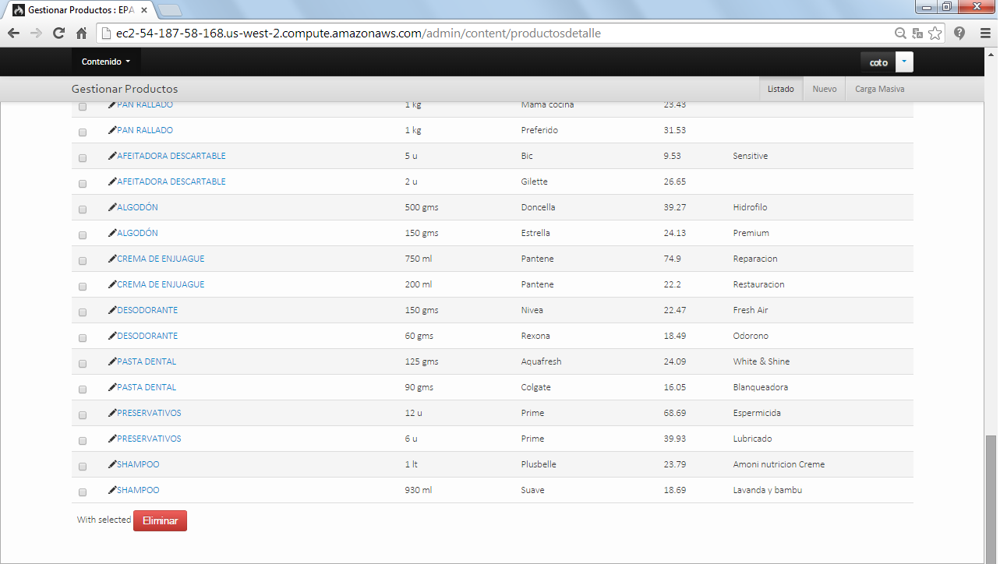 Gestionar Productos : EPA
ec2-54-187-58-168.us-west-2.compute.amazonaws.com/admin/content/productosdetalle
Contenido
coto
Gestionar Productos
Listado Nuevo Carga Masiva
PAN RALLADO 1 kg Mama cocina 23.43
PAN RALLADO 1 kg Preferido 31.53
AFEITADORA DESCARTABLE 5 u Bic 9.53 Sensitive
AFEITADORA DESCARTABLE 2 u Gilette 26.65
ALGODÓN 500 gms Doncella 39.27 Hidrofilo
ALGODÓN 150 gms Estrella 24.13 Premium
CREMA DE ENJUAGUE 750 ml Pantene 74.9 Reparacion
CREMA DE ENJUAGUE 200 ml Pantene 22.2 Restauracion
DESODORANTE 150 gms Nivea 22.47 Fresh Air
DESODORANTE 60 gms Rexona 18.49 Odorono
PASTA DENTAL 125 gms Aquafresh 24.09 White & Shine
PASTA DENTAL 90 gms Colgate 16.05 Blanqueadora
PRESERVATIVOS 12 u Prime 68.69 Espermicida
PRESERVATIVOS 6 u Prime 39.93 Lubricado
SHAMPOO 1 lt Plusbelle 23.79 Amoni nutricion Creme
SHAMPOO 930 ml Suave 18.69 Lavanda y bambu
With selected Eliminar